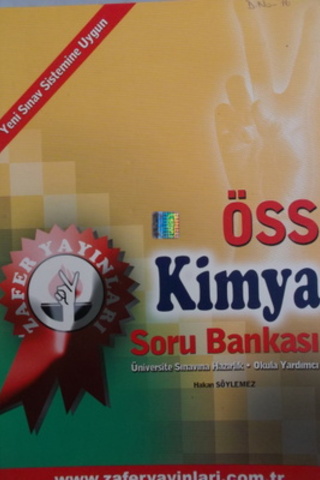 Yeni Sınav Sistemine Uygun
ÖSS
Kimya
Soru Bankası
Üniversite Sınavına Hazırlık • Okula Yardımcı
Hakan SÖYLEMEZ
ZAFER YAYINLARI
www.zaferyayinlari.com.tr